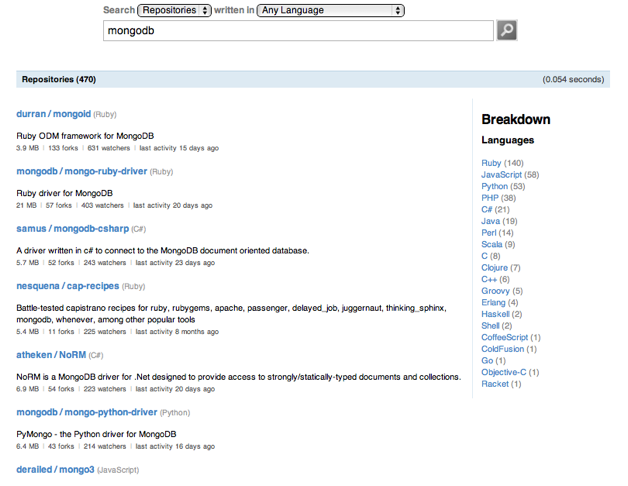 Search Repositories written in Any Language
mongodb
Repositories (470) (0.054 seconds)
durran / mongoid (Ruby)
Ruby ODM framework for MongoDB
3.9 MB | 133 forks | 631 watchers | last activity 15 days ago
mongodb / mongo-ruby-driver (Ruby)
Ruby driver for MongoDB
21 MB | 57 forks | 403 watchers | last activity 20 days ago
samus / mongodb-csharp (C#)
A driver written in c# to connect to the MongoDB document oriented database.
5.7 MB | 52 forks | 243 watchers | last activity 23 days ago
nesquena / cap-recipes (Ruby)
Battle-tested capistrano recipes for ruby, rubygems, apache, passenger, delayed_job, juggernaut, thinking_sphinx,
mongodb, whenever, among other popular tools
5.4 MB | 11 forks | 225 watchers | last activity 8 months ago
atheken / NoRM (C#)
NoRM is a MongoDB driver for .Net designed to provide access to strongly/statically-typed documents and collections.
6.9 MB | 54 forks | 223 watchers | last activity 20 days ago
mongodb / mongo-python-driver (Python)
PyMongo - the Python driver for MongoDB
6.4 MB | 43 forks | 214 watchers | last activity 16 days ago
derailed / mongo3 (JavaScript)
Breakdown
Languages
Ruby (140)
JavaScript (58)
Python (53)
PHP (38)
C# (21)
Java (19)
Perl (14)
Scala (9)
C (8)
Clojure (7)
C++ (6)
Groovy (5)
Erlang (4)
Haskell (2)
Shell (2)
CoffeeScript (1)
ColdFusion (1)
Go (1)
Objective-C (1)
Racket (1)